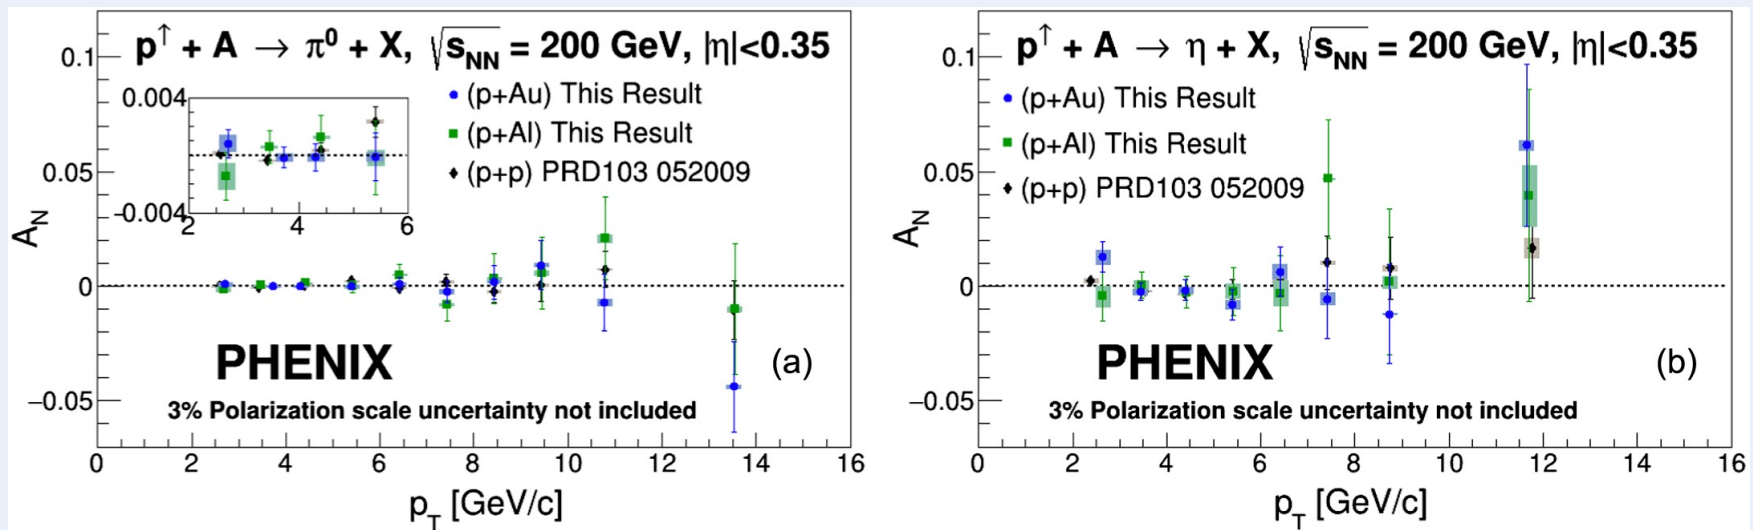 p↑ + A → π⁰ + X, √sNN = 200 GeV, |η|<0.35
(p+Au) This Result
(p+Al) This Result
(p+p) PRD103 052009
0.004
-0.004
2 4 6
0.1
0.05
0
−0.05
AN
PHENIX
(a)
3% Polarization scale uncertainty not included
0 2 4 6 8 10 12 14 16
pT [GeV/c]
p↑ + A → η + X, √sNN = 200 GeV, |η|<0.35
(p+Au) This Result
(p+Al) This Result
(p+p) PRD103 052009
0.1
0.05
0
−0.05
AN
PHENIX
(b)
3% Polarization scale uncertainty not included
0 2 4 6 8 10 12 14 16
pT [GeV/c]